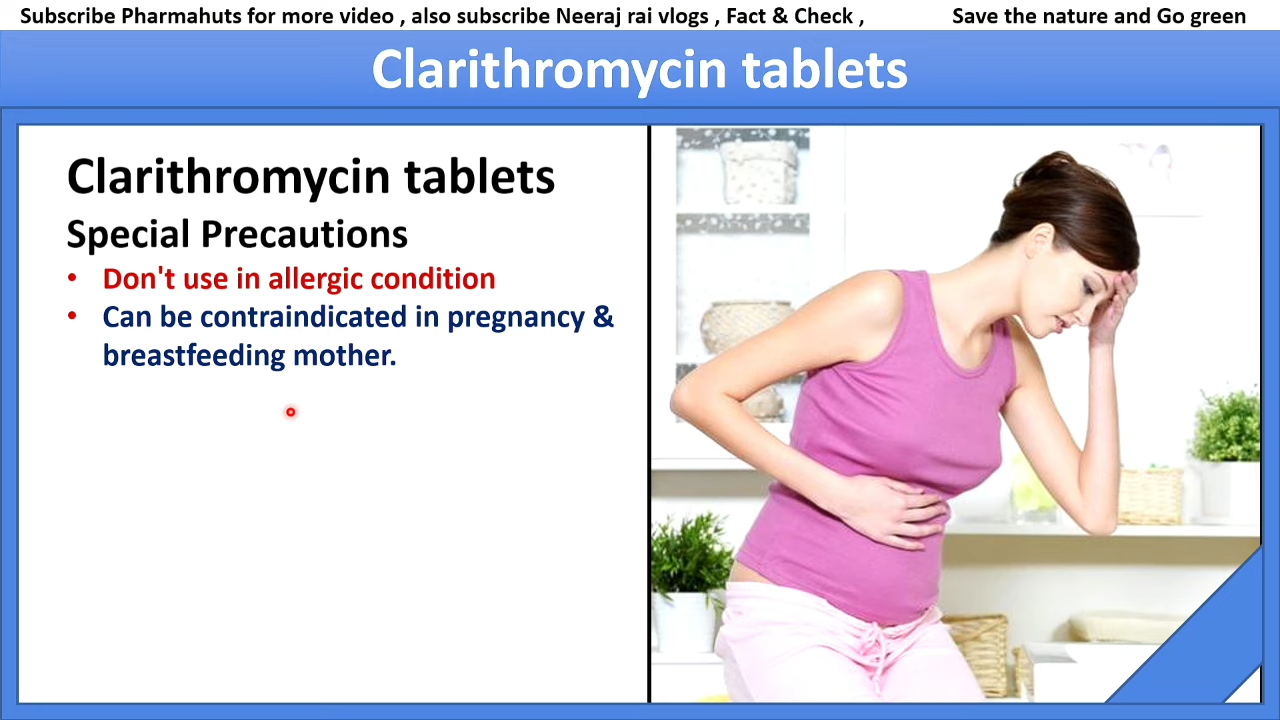 Subscribe Pharmahuts for more video , also subscribe Neeraj rai vlogs , Fact & Check , Save the nature and Go green
Clarithromycin tablets
Clarithromycin tablets
Special Precautions
• Don't use in allergic condition
• Can be contraindicated in pregnancy &
breastfeeding mother.